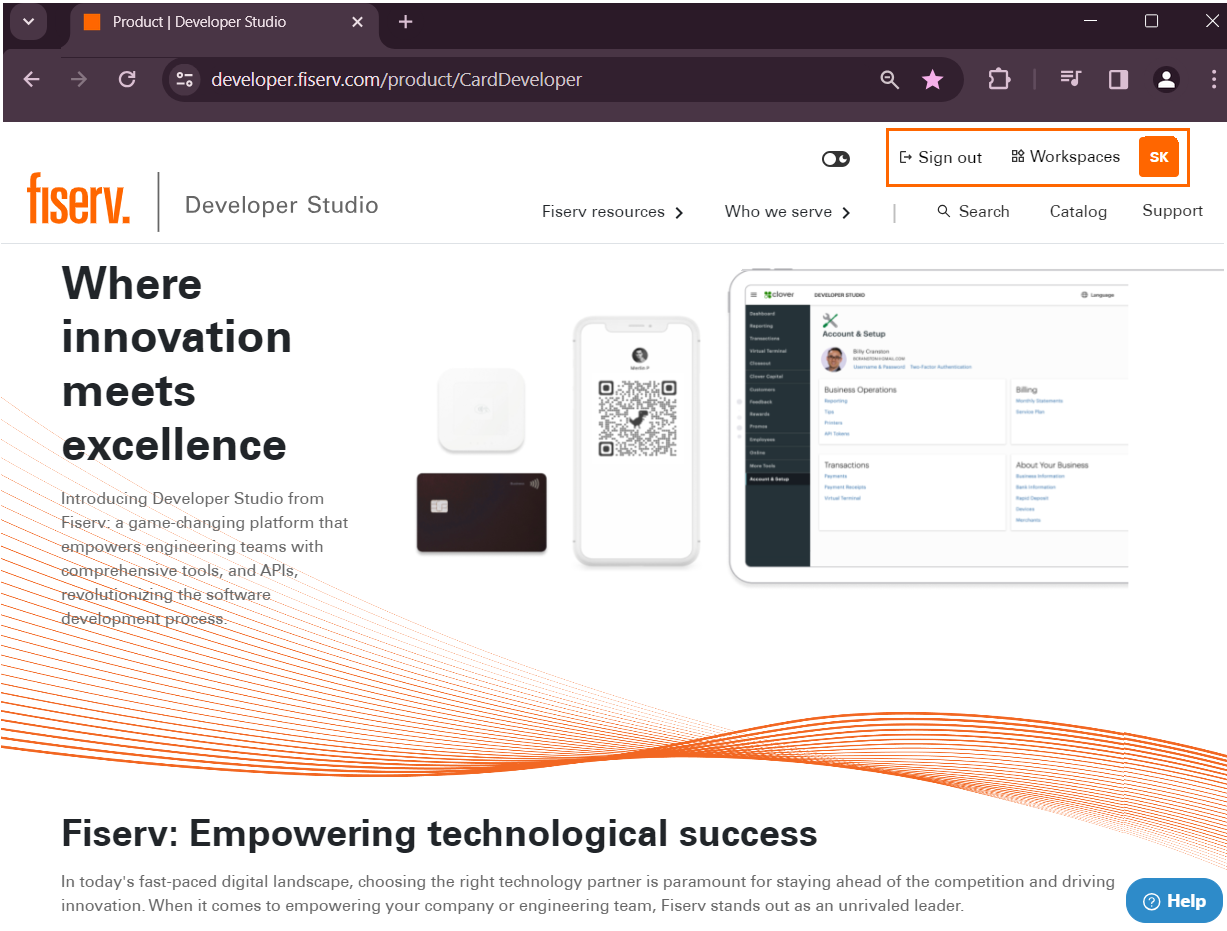 Product | Developer Studio
developer.fiserv.com/product/CardDeveloper
Sign out
Workspaces
SK
fiserv.
Developer Studio
Fiserv resources
Who we serve
Search
Catalog
Support
Where
innovation
meets
excellence
Introducing Developer Studio from
Fiserv: a game-changing platform that
empowers engineering teams with
comprehensive tools, and APIs,
revolutionizing the software
development process.
Merlin P
clover
DEVELOPER STUDIO
Language
Dashboard
Reporting
Transactions
Virtual Terminal
Closeout
Clover Capital
Customers
Feedback
Rewards
Promos
Employees
Online
More Tools
Account & Setup
Account & Setup
Billy Cranston
BCRANSTON@GMAIL.COM
Username & Password
Two-Factor Authentication
Business Operations
Reporting
Tips
Printers
API Tokens
Billing
Monthly Statements
Service Plan
Transactions
Payments
Payment Receipts
Virtual Terminal
About Your Business
Business Information
Bank Information
Rapid Deposit
Devices
Merchants
Fiserv: Empowering technological success
In today's fast-paced digital landscape, choosing the right technology partner is paramount for staying ahead of the competition and driving
innovation. When it comes to empowering your company or engineering team, Fiserv stands out as an unrivaled leader.
Help